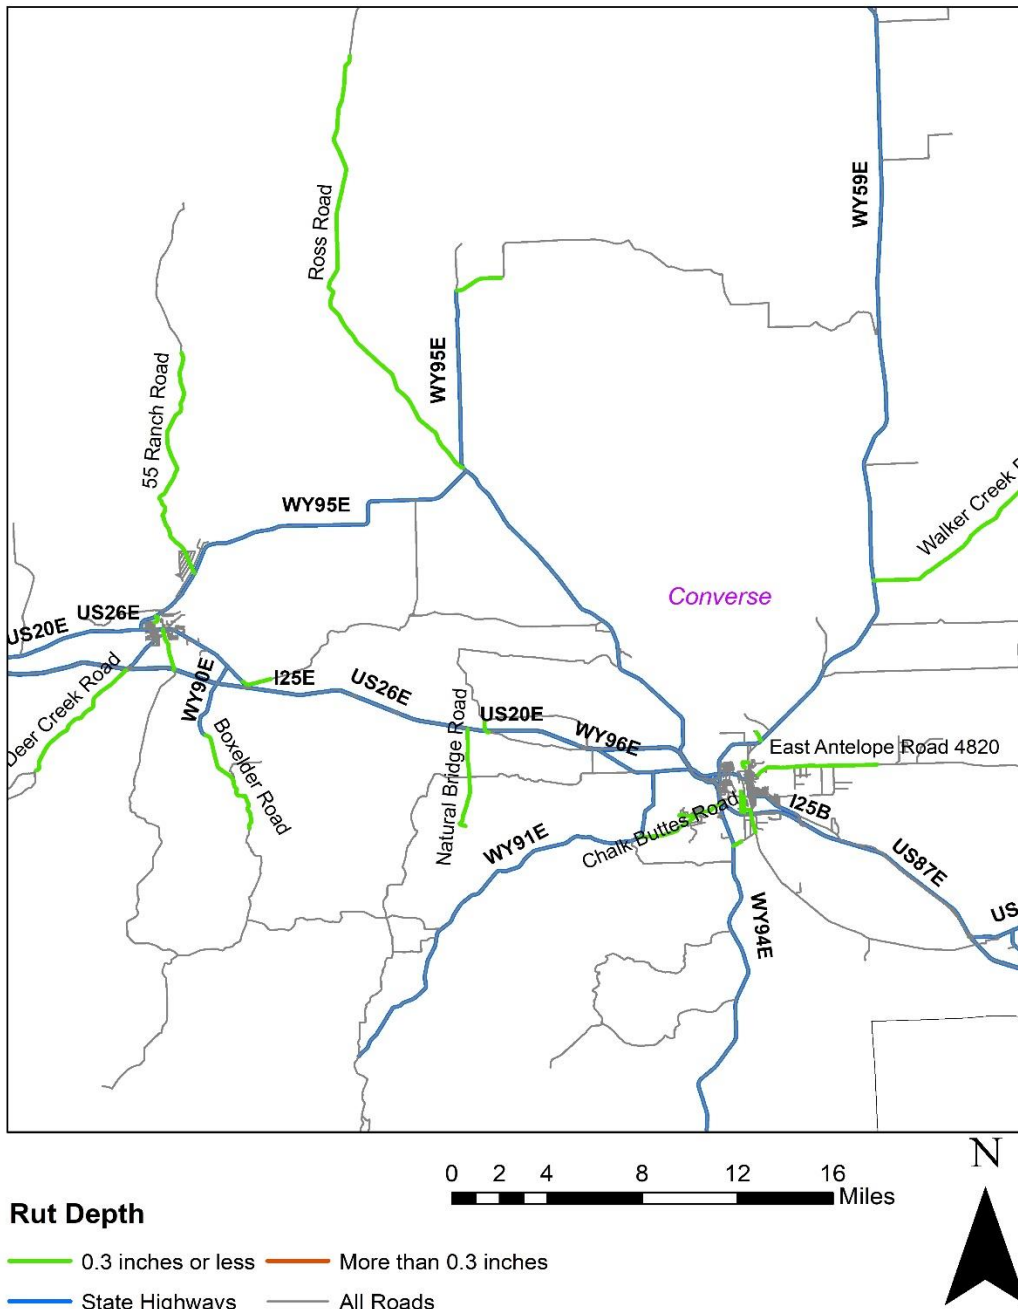 WY59E
Ross Road
WY95E
55 Ranch Road
WY95E
Walker Creek R
Converse
US26E
US20E
Deer Creek Road
WY90E
I25E
US26E
Natural Bridge Road
US20E
WY96E
Boxelder Road
East Antelope Road 4820
I25B
Chalk Buttes Road
WY91E
US87E
US
WY94E
N
0 2 4 8 12 16
Miles
Rut Depth
0.3 inches or less
More than 0.3 inches
State Highways
All Roads